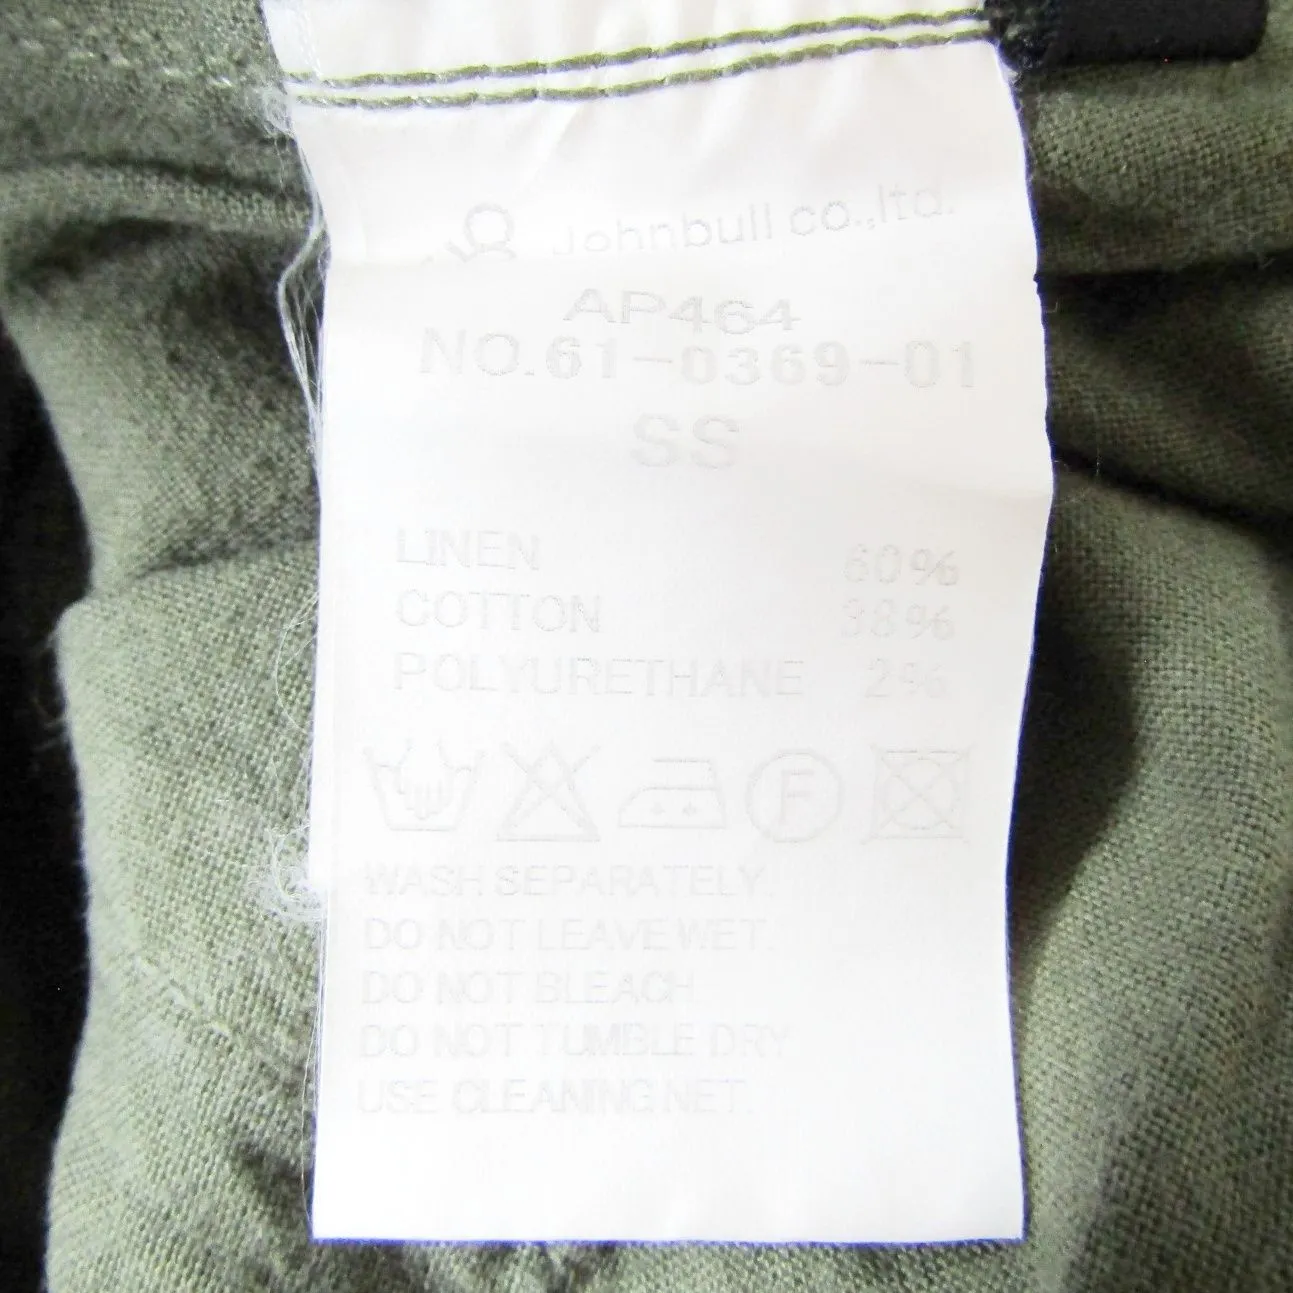 Johnbull co.,ltd.
AP464
NO.61-0369-01
SS
LINEN 60%
COTTON 38%
POLYURETHANE 2%
F
WASH SEPARATELY.
DO NOT LEAVE WET.
DO NOT BLEACH
DO NOT TUMBLE DRY
USE CLEANING NET